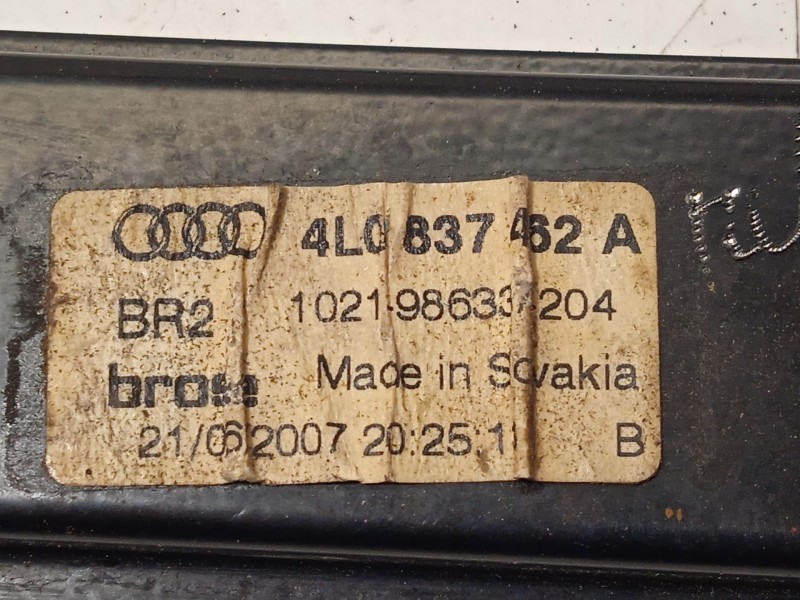 4L0 837 462 A
BR2
1021-98633-204
brose
Made in Slovakia
21/06/2007 20:25:1
B